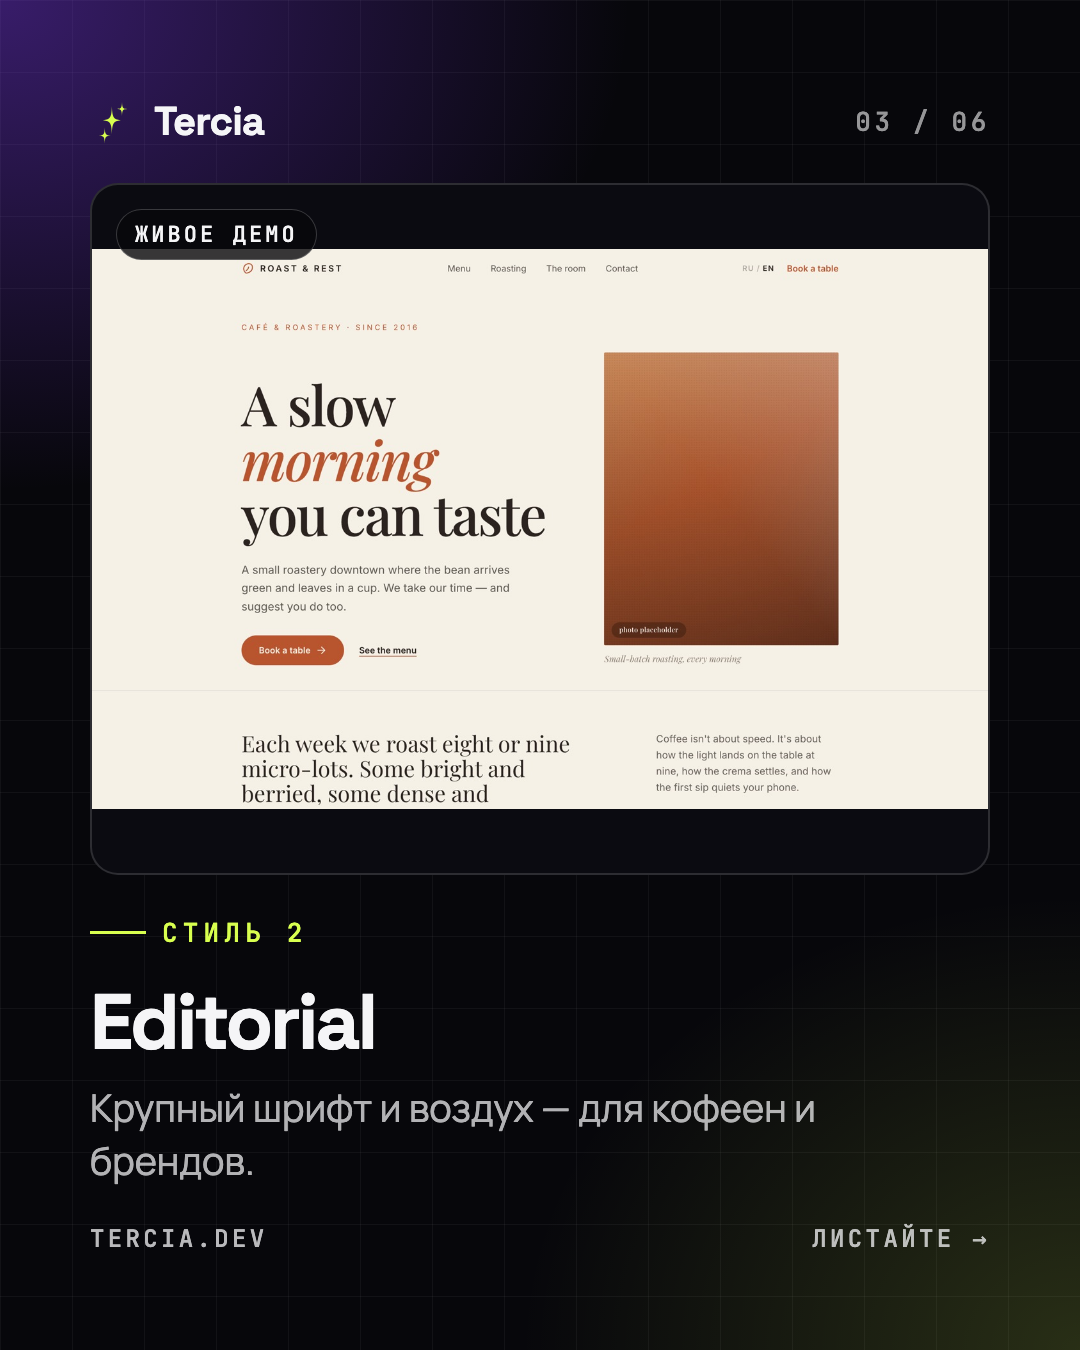 Tercia
03 / 06
ЖИВОЕ ДЕМО
ROAST & REST
Menu Roasting The room Contact
RU / EN Book a table
CAFÉ & ROASTERY · SINCE 2016
A slow
morning
you can taste
A small roastery downtown where the bean arrives
green and leaves in a cup. We take our time — and
suggest you do too.
Book a table →
See the menu
photo placeholder
Small-batch roasting, every morning
Each week we roast eight or nine
micro-lots. Some bright and
berried, some dense and
Coffee isn't about speed. It's about
how the light lands on the table at
nine, how the crema settles, and how
the first sip quiets your phone.
СТИЛЬ 2
Editorial
Крупный шрифт и воздух — для кофеен и
брендов.
TERCIA.DEV
ЛИСТАЙТЕ →